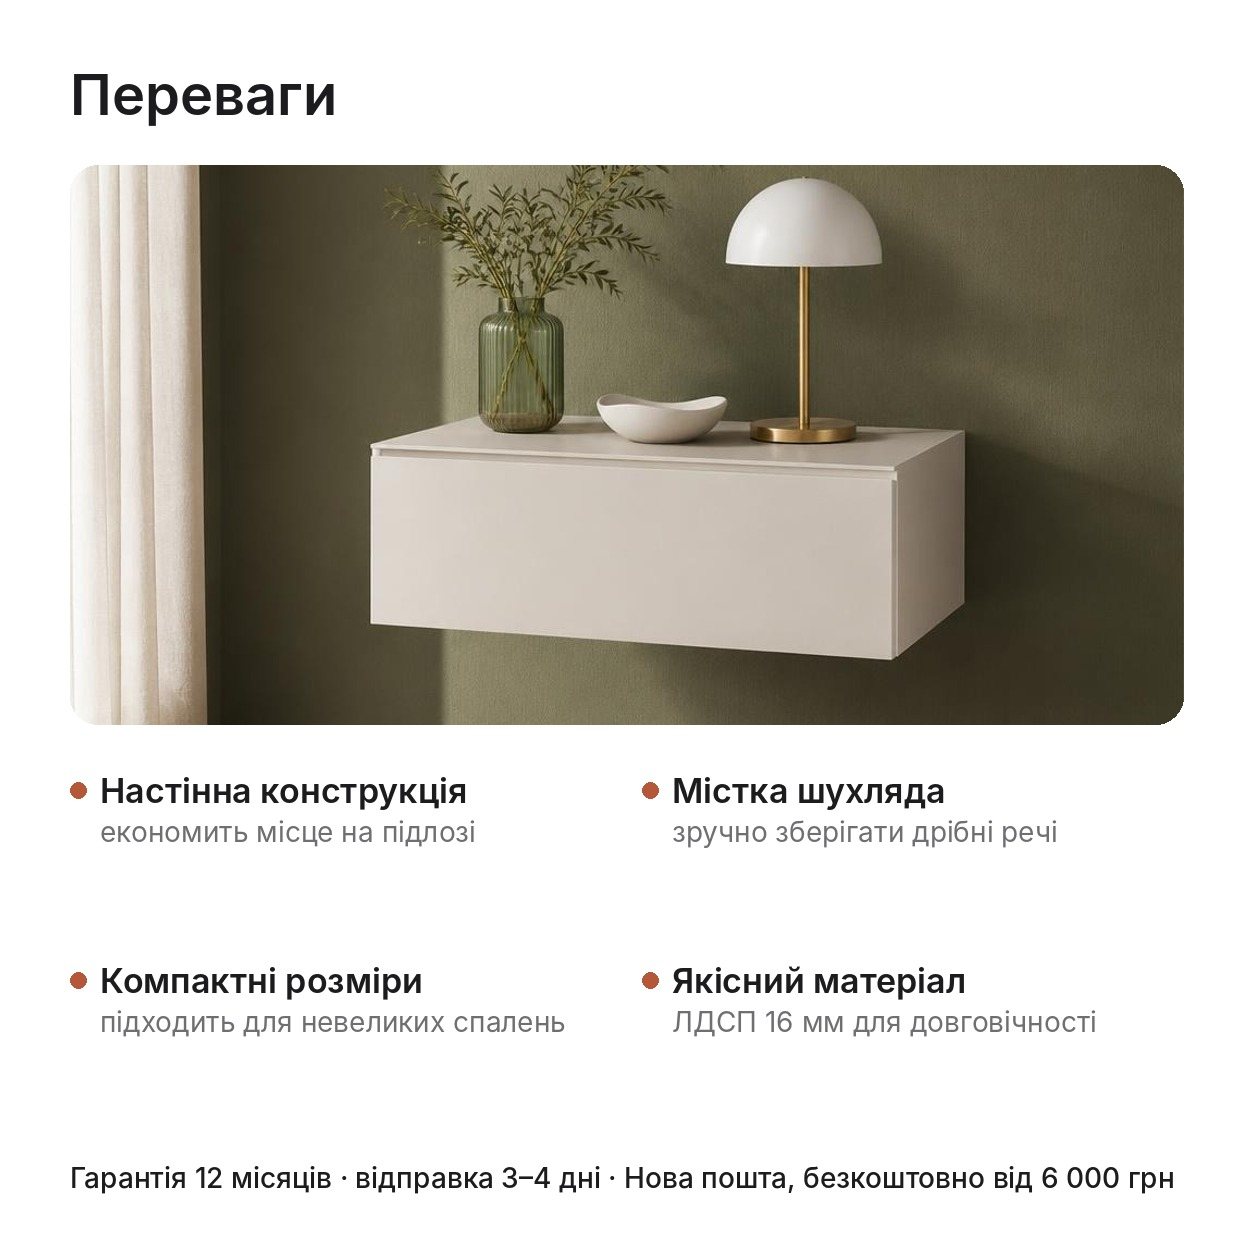 Переваги
Настінна конструкція
економить місце на підлозі
Містка шухляда
зручно зберігати дрібні речі
Компактні розміри
підходить для невеликих спалень
Якісний матеріал
ЛДСП 16 мм для довговічності
Гарантія 12 місяців · відправка 3–4 дні · Нова пошта, безкоштовно від 6 000 грн